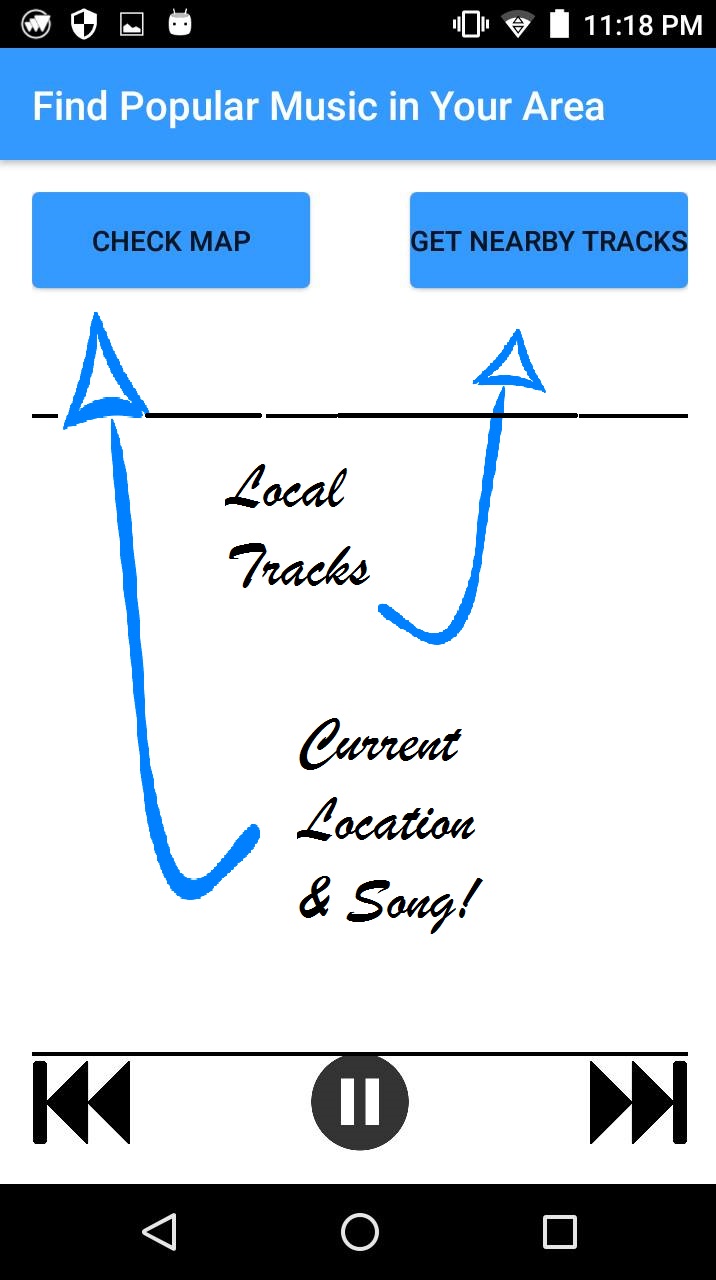 11:18 PM
Find Popular Music in Your Area
CHECK MAP
GET NEARBY TRACKS
Local
Tracks
Current
Location
& Song!